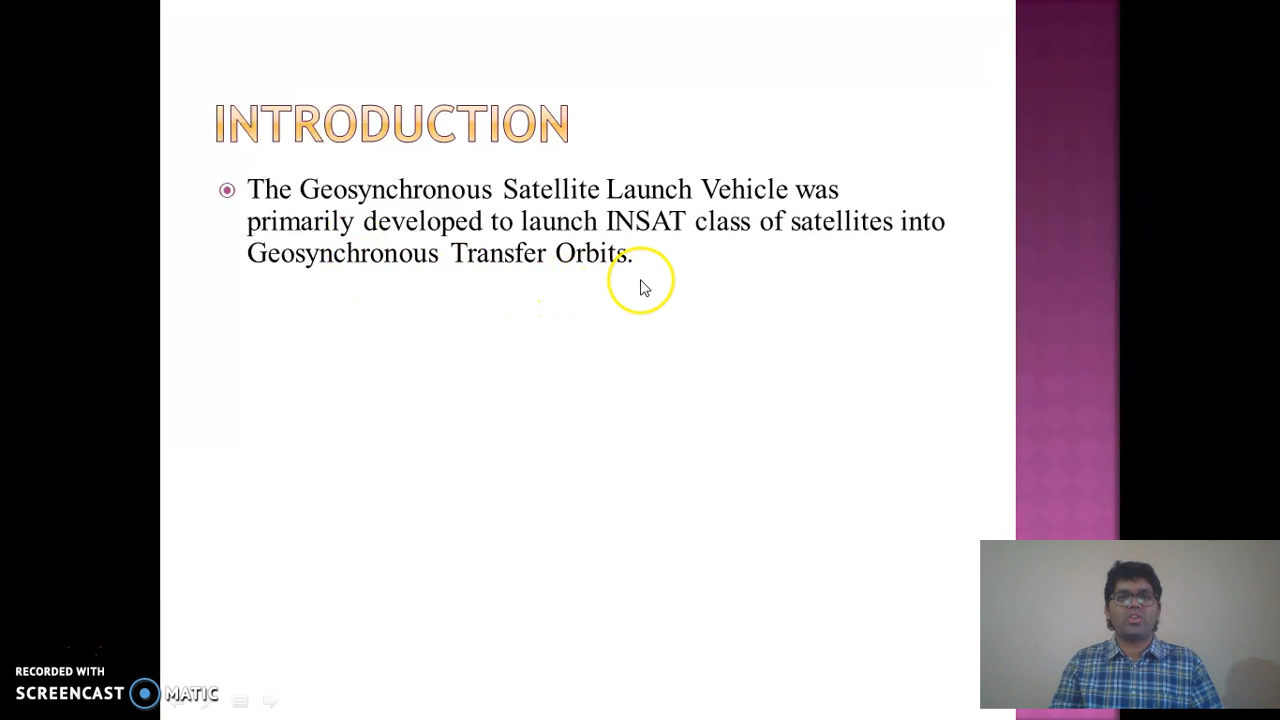 INTRODUCTION
The Geosynchronous Satellite Launch Vehicle was
primarily developed to launch INSAT class of satellites into
Geosynchronous Transfer Orbits.
RECORDED WITH
SCREENCAST MATIC